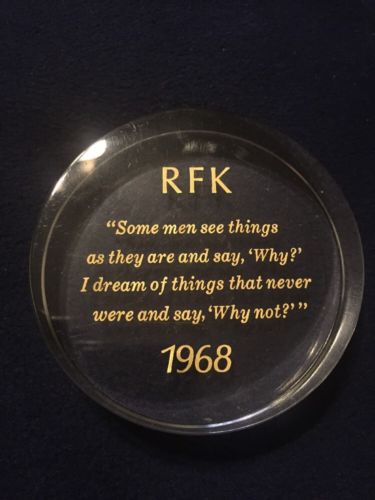 RFK
“Some men see things
as they are and say, ‘Why?’
I dream of things that never
were and say, ‘Why not?’ ”
1968